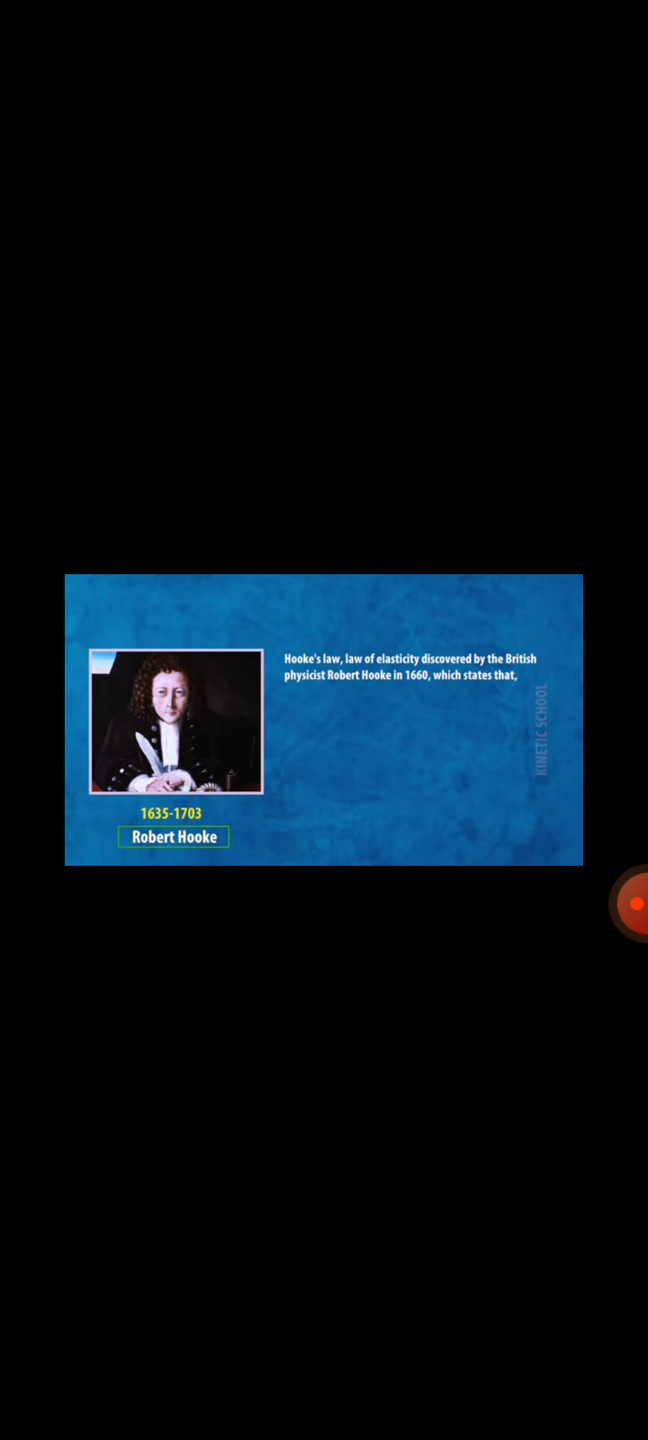 Hooke's law, law of elasticity discovered by the British
physicist Robert Hooke in 1660, which states that,
KINETIC SCHOOL
1635-1703
Robert Hooke